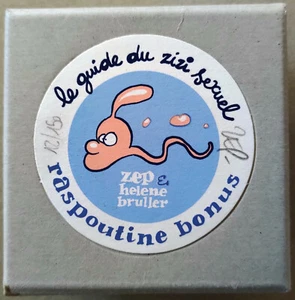 le guide du zizi sexuel
zep &
helene
bruller
raspoutine bonus